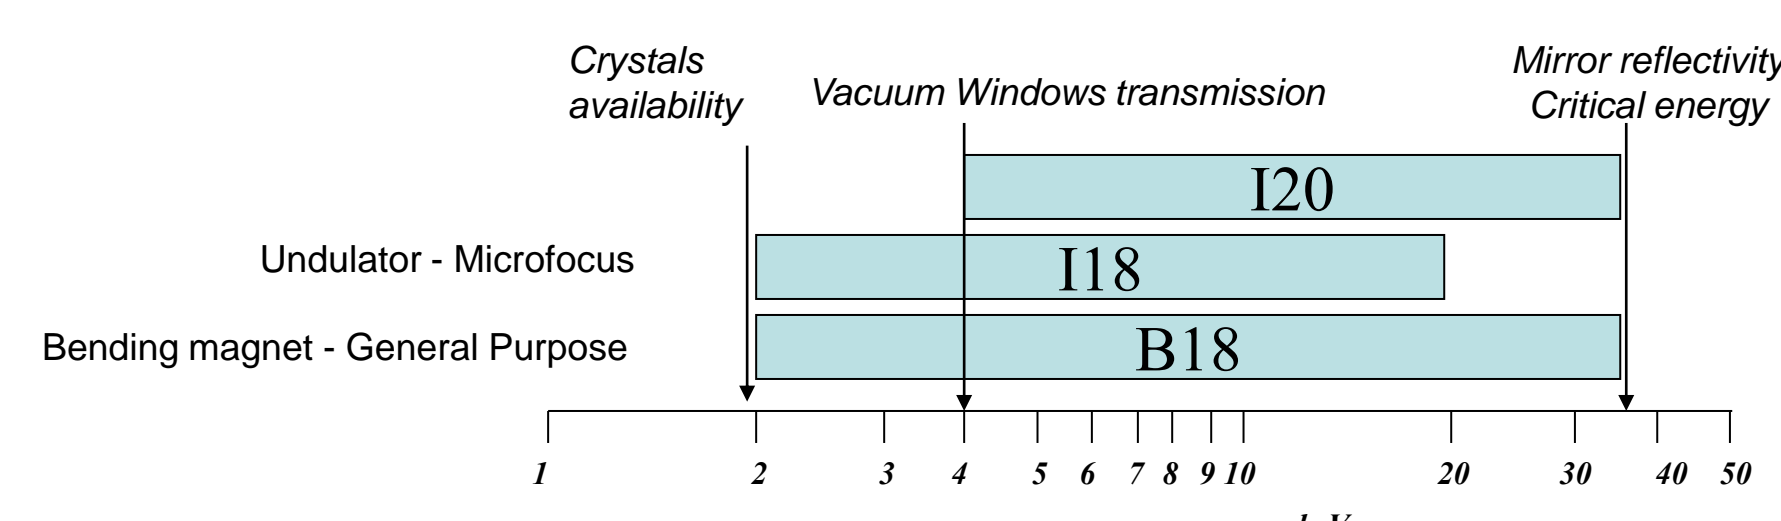 Crystals
availability
Vacuum Windows transmission
Mirror reflectivity
Critical energy
I20
Undulator - Microfocus
I18
Bending magnet - General Purpose
B18
1 2 3 4 5 6 7 8 9 10 20 30 40 50